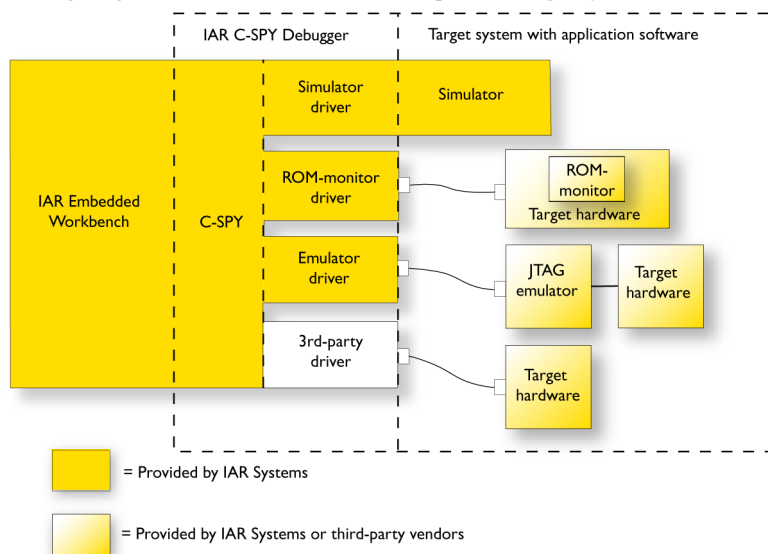 IAR C-SPY Debugger
Target system with application software
Simulator
driver
Simulator
ROM-monitor
driver
ROM-
monitor
Target hardware
IAR Embedded
Workbench
C-SPY
Emulator
driver
JTAG
emulator
Target
hardware
3rd-party
driver
Target
hardware
= Provided by IAR Systems
= Provided by IAR Systems or third-party vendors